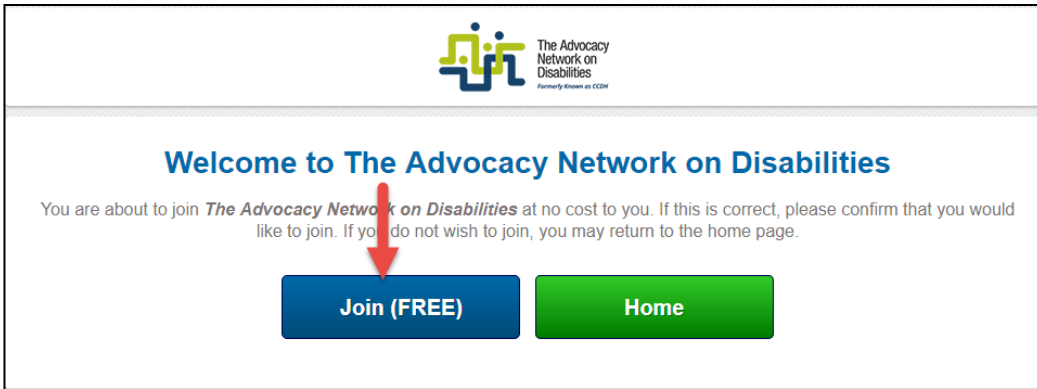 The Advocacy
Network on
Disabilities
Formerly Known as CCDH
Welcome to The Advocacy Network on Disabilities
You are about to join The Advocacy Network on Disabilities at no cost to you. If this is correct, please confirm that you would
like to join. If you do not wish to join, you may return to the home page.
Join (FREE)
Home